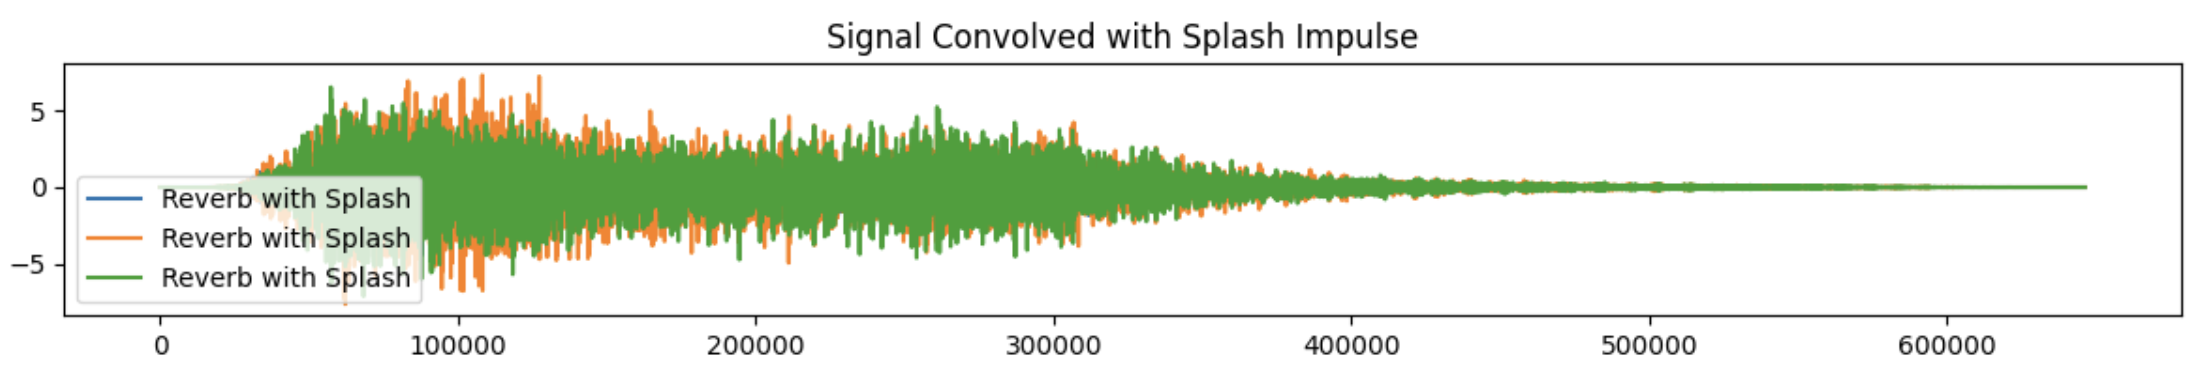 Signal Convolved with Splash Impulse
5
0
−5
Reverb with Splash
Reverb with Splash
Reverb with Splash
0 100000 200000 300000 400000 500000 600000